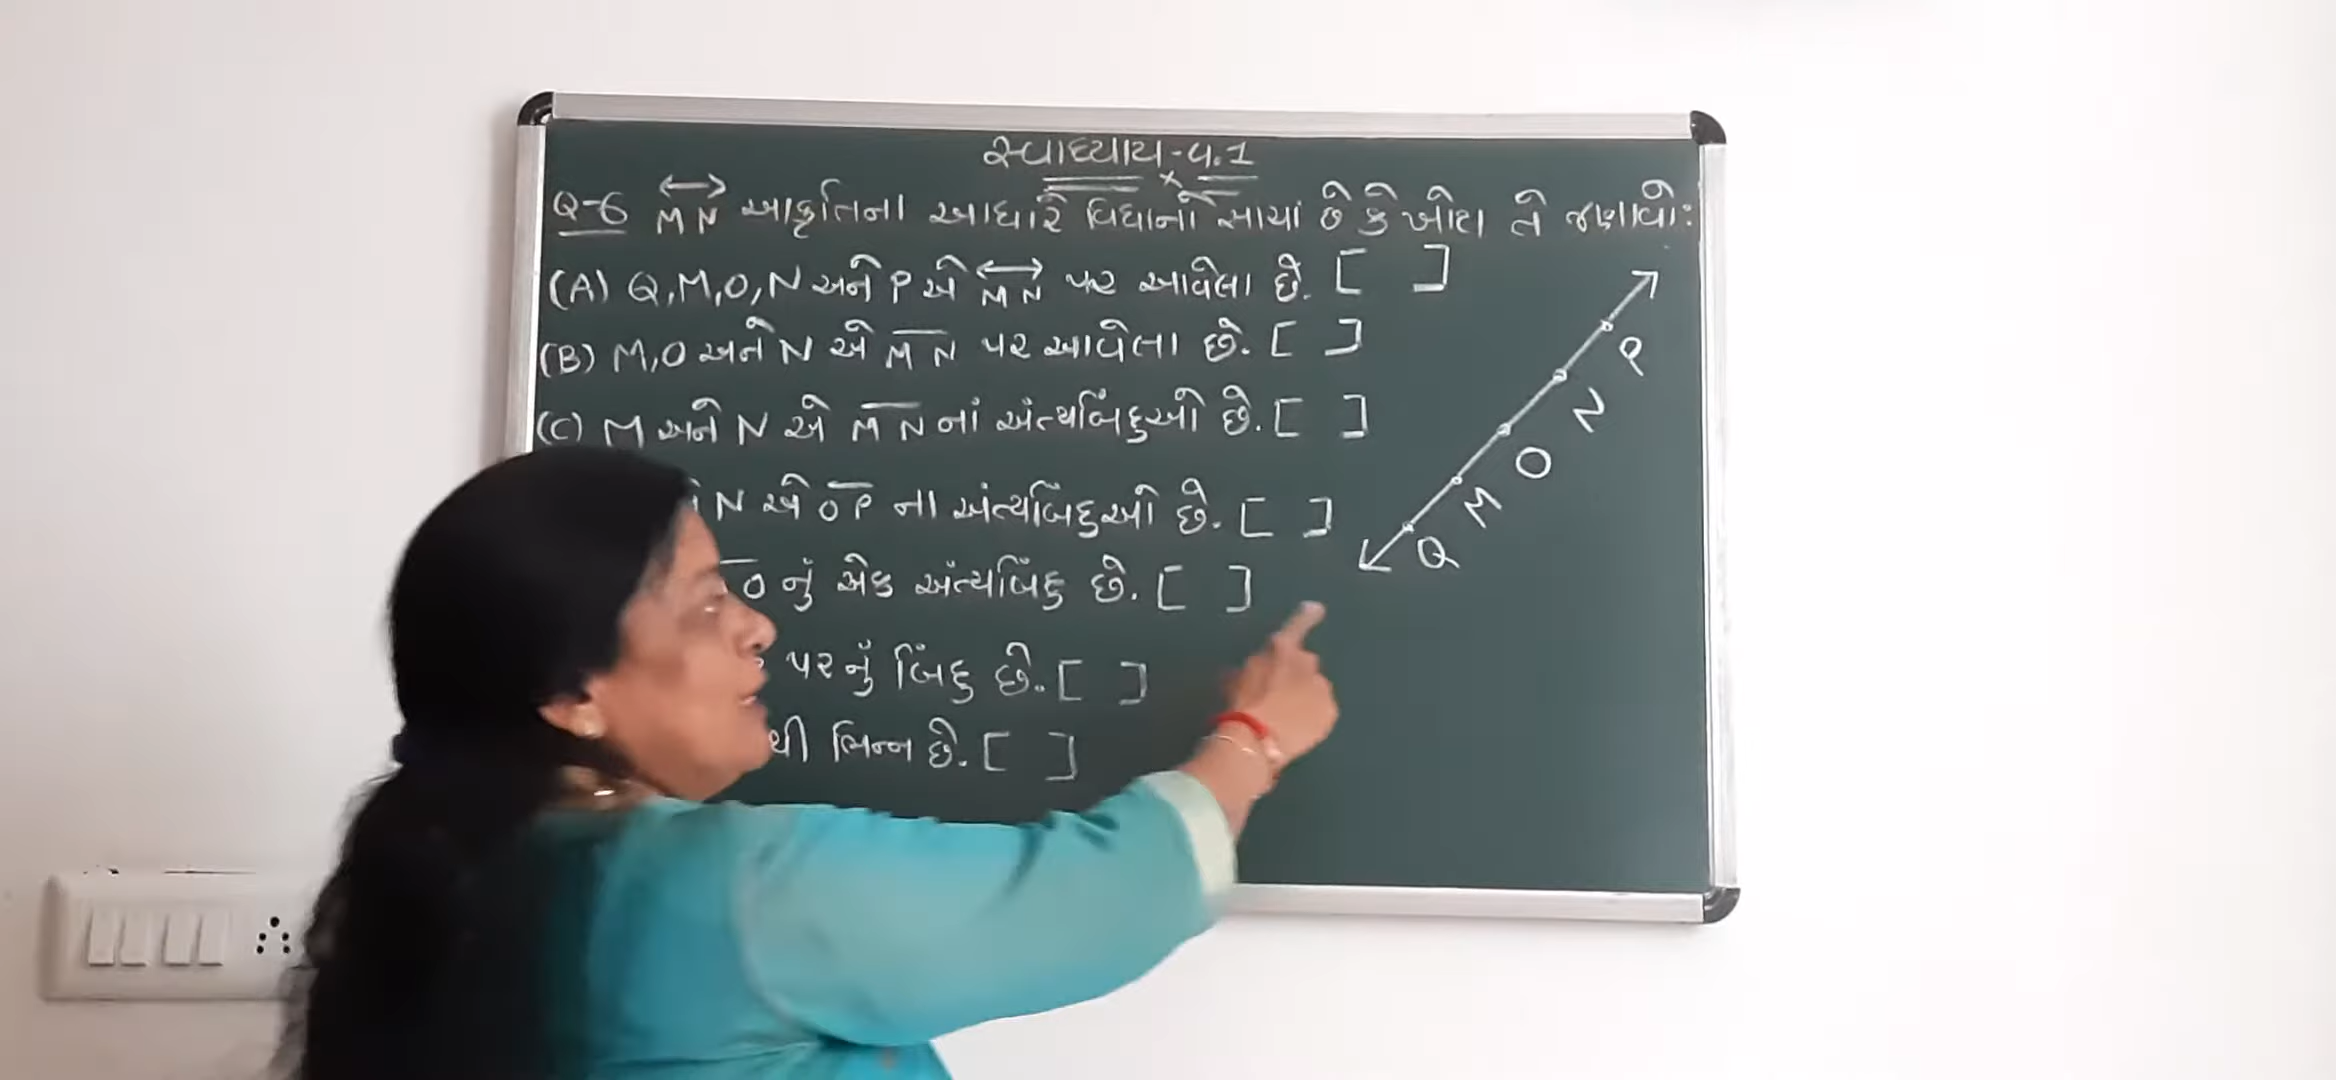 સ્વાધ્યાય-૫.1
Q-6 MN આકૃતિના આધારે વિધાનો સાચાં છે કે ખોટા તે જણાવો:
(A) Q,M,O,N અને P એ MN પર આવેલા છે. [ ]
(B) M,O અને N એ MN પર આવેલા છે. [ ]
(C) M અને N એ MN નાં અંત્યબિંદુઓ છે. [ ]
N એ OP ના અંત્યબિંદુઓ છે. [ ]
O નું એક અંત્યબિંદુ છે. [ ]
પરનું બિંદુ છે. [ ]
થી ભિન્ન છે. [ ]
P
N
O
M
Q